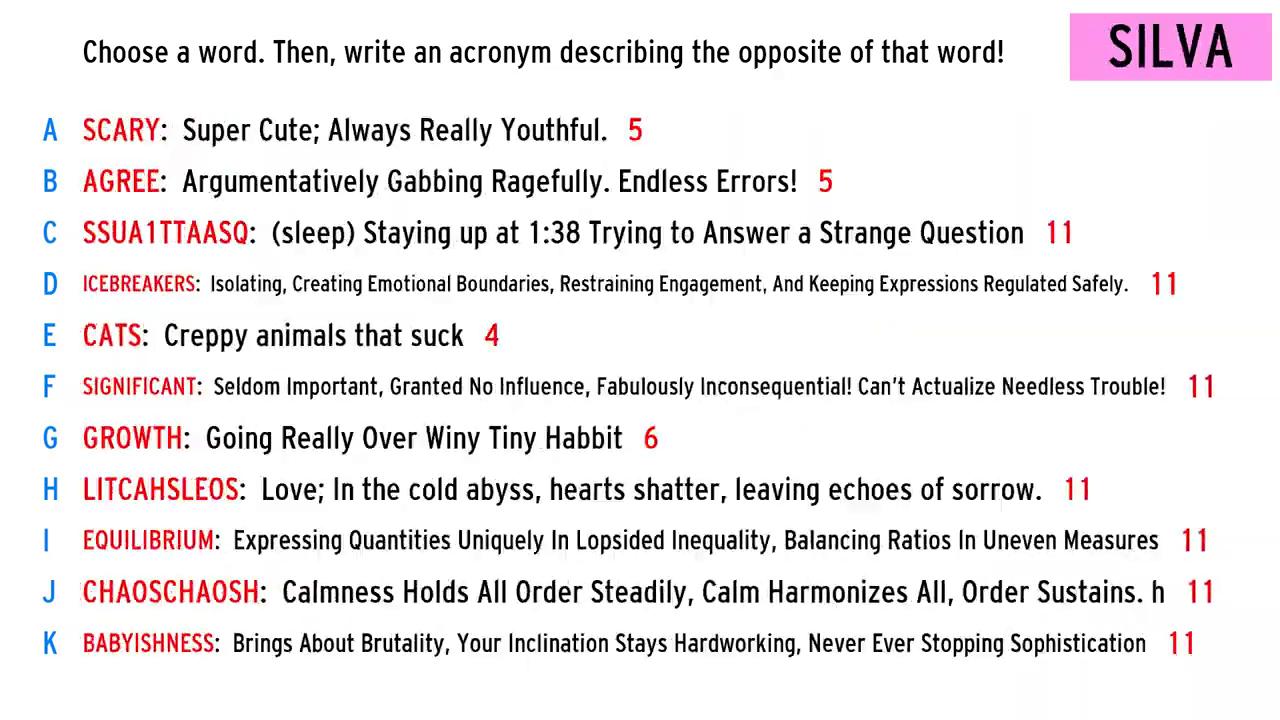 Choose a word. Then, write an acronym describing the opposite of that word!
SILVA
A SCARY: Super Cute; Always Really Youthful. 5
B AGREE: Argumentatively Gabbing Ragefully. Endless Errors! 5
C SSUA1TTAASQ: (sleep) Staying up at 1:38 Trying to Answer a Strange Question 11
D ICEBREAKERS: Isolating, Creating Emotional Boundaries, Restraining Engagement, And Keeping Expressions Regulated Safely. 11
E CATS: Creppy animals that suck 4
F SIGNIFICANT: Seldom Important, Granted No Influence, Fabulously Inconsequential! Can't Actualize Needless Trouble! 11
G GROWTH: Going Really Over Winy Tiny Habbit 6
H LITCAHSLEOS: Love; In the cold abyss, hearts shatter, leaving echoes of sorrow. 11
I EQUILIBRIUM: Expressing Quantities Uniquely In Lopsided Inequality, Balancing Ratios In Uneven Measures 11
J CHAOSCHAOSH: Calmness Holds All Order Steadily, Calm Harmonizes All, Order Sustains. h 11
K BABYISHNESS: Brings About Brutality, Your Inclination Stays Hardworking, Never Ever Stopping Sophistication 11